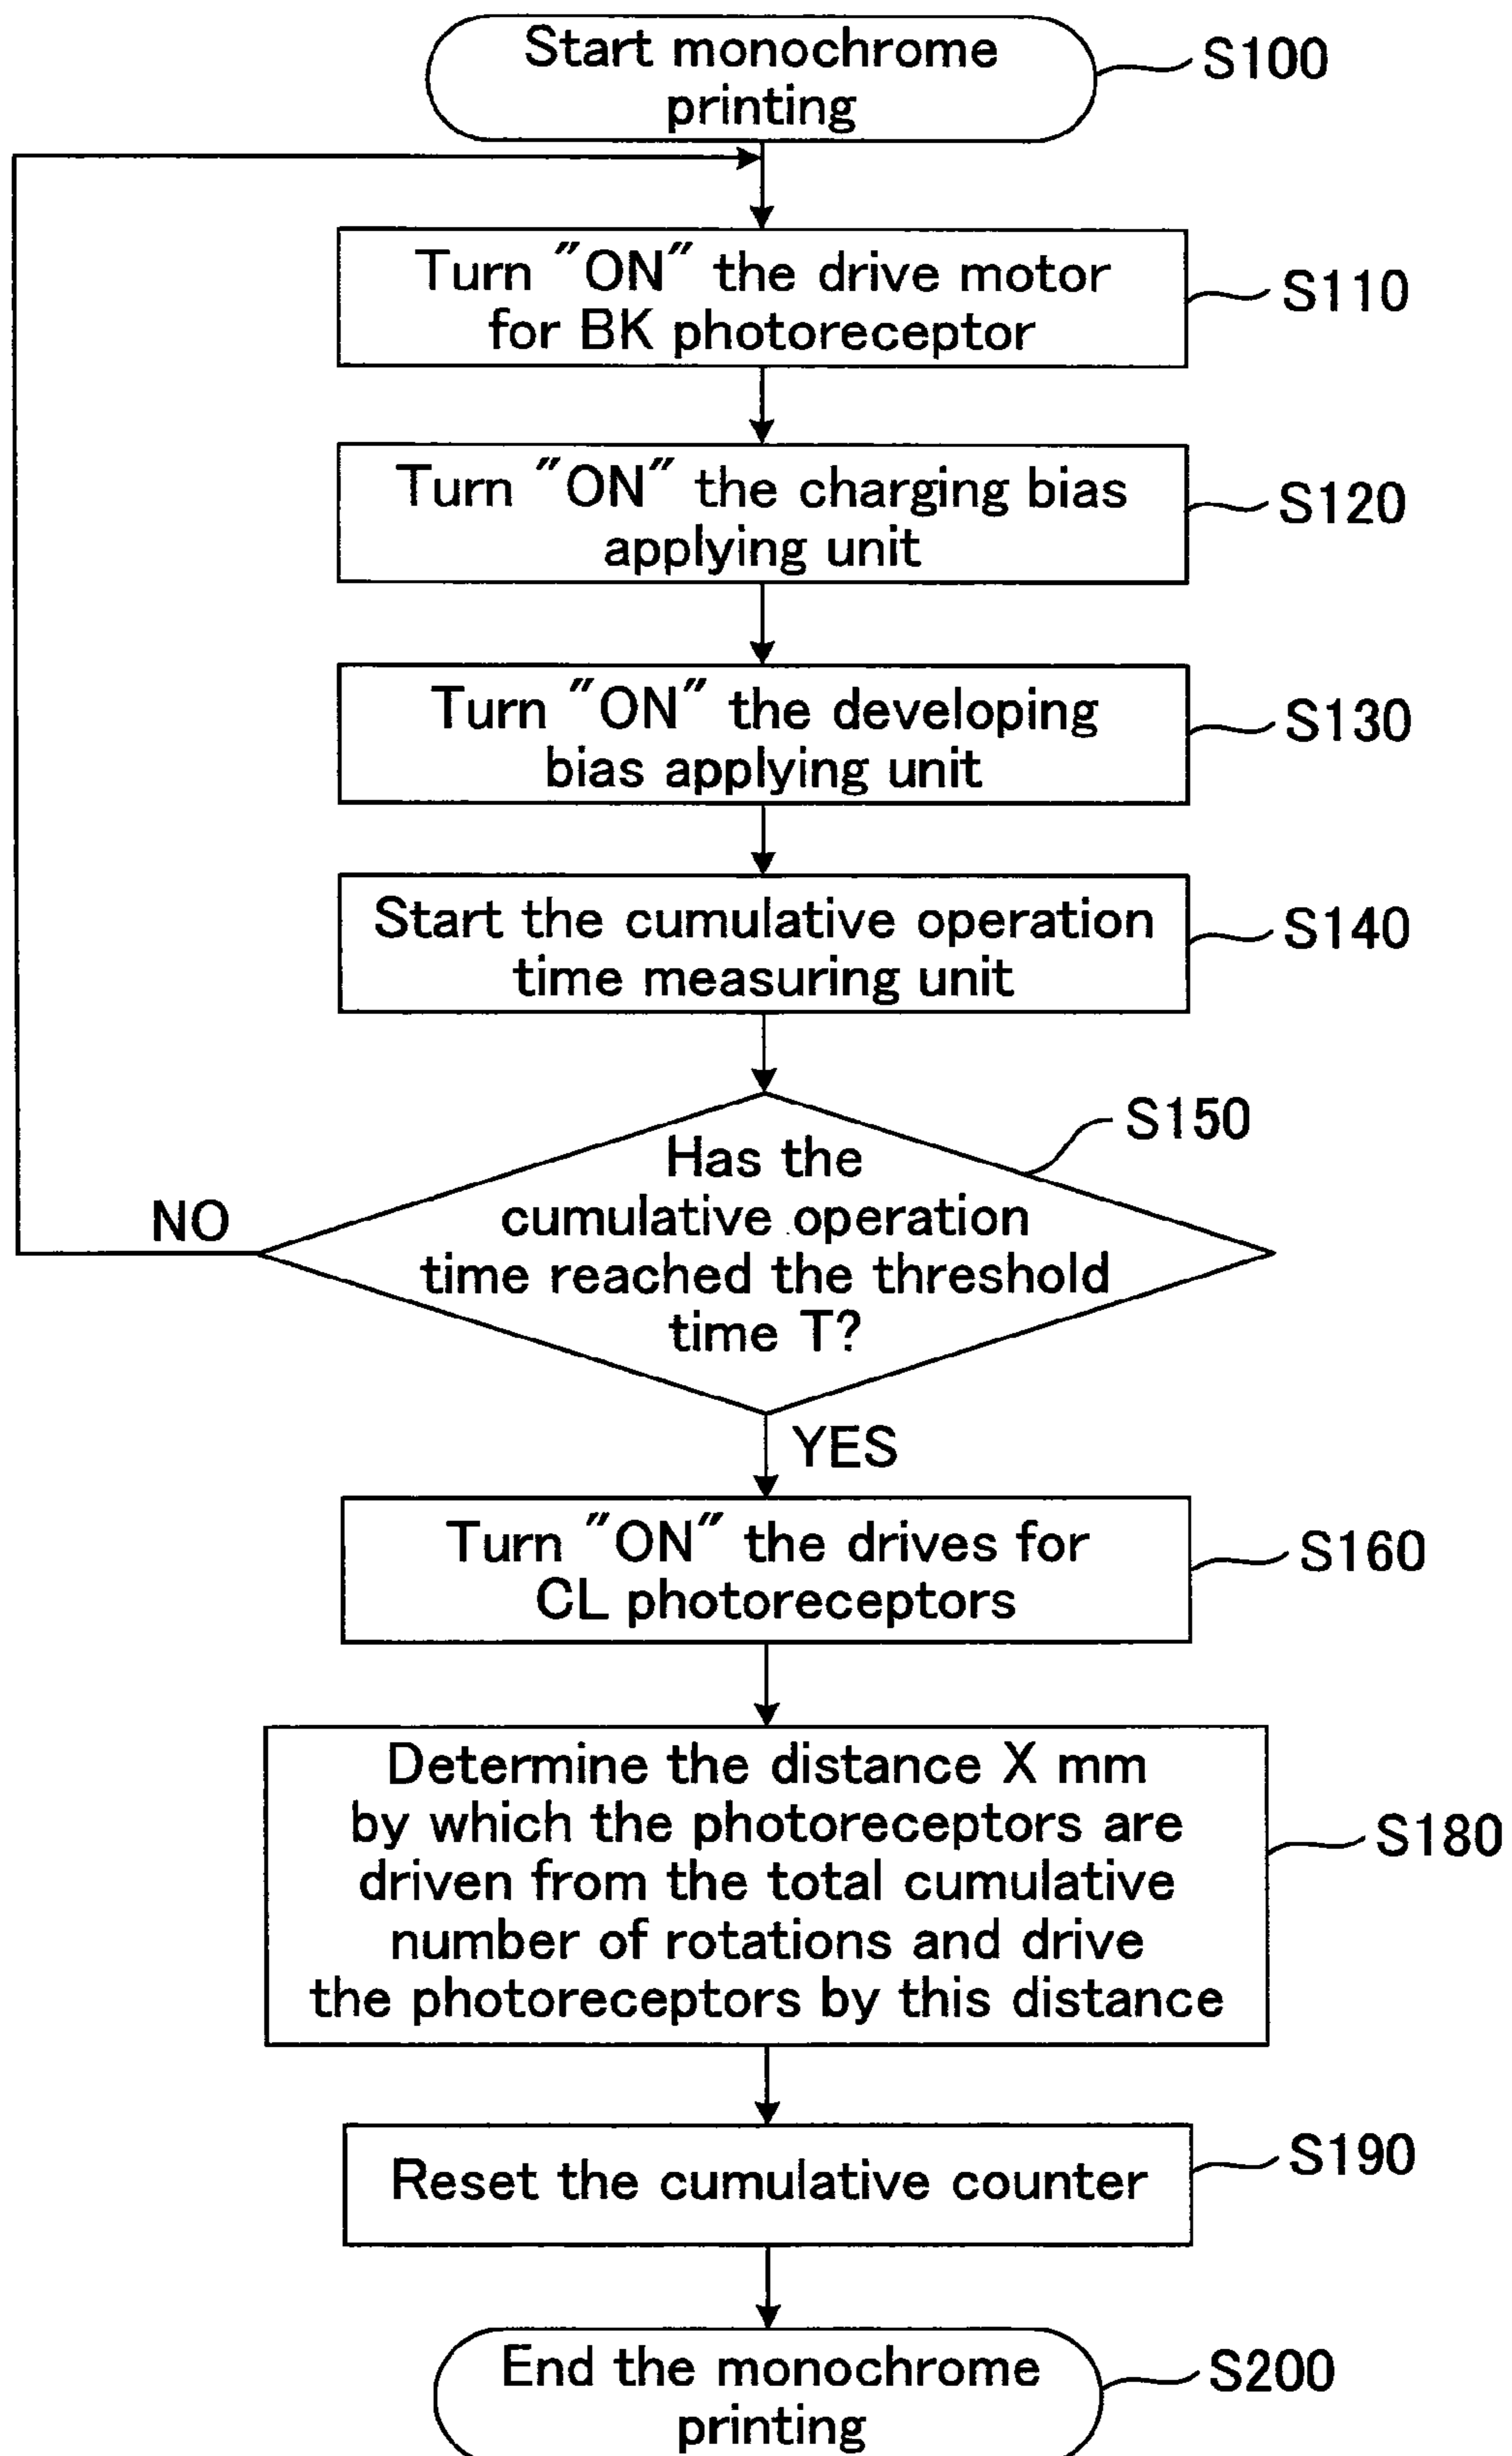 Start monochrome
printing
S100
Turn "ON" the drive motor
for BK photoreceptor
S110
Turn "ON" the charging bias
applying unit
S120
Turn "ON" the developing
bias applying unit
S130
Start the cumulative operation
time measuring unit
S140
S150
Has the
cumulative operation
time reached the threshold
time T?
NO
YES
Turn "ON" the drives for
CL photoreceptors
S160
Determine the distance X mm
by which the photoreceptors are
driven from the total cumulative
number of rotations and drive
the photoreceptors by this distance
S180
Reset the cumulative counter
S190
End the monochrome
printing
S200